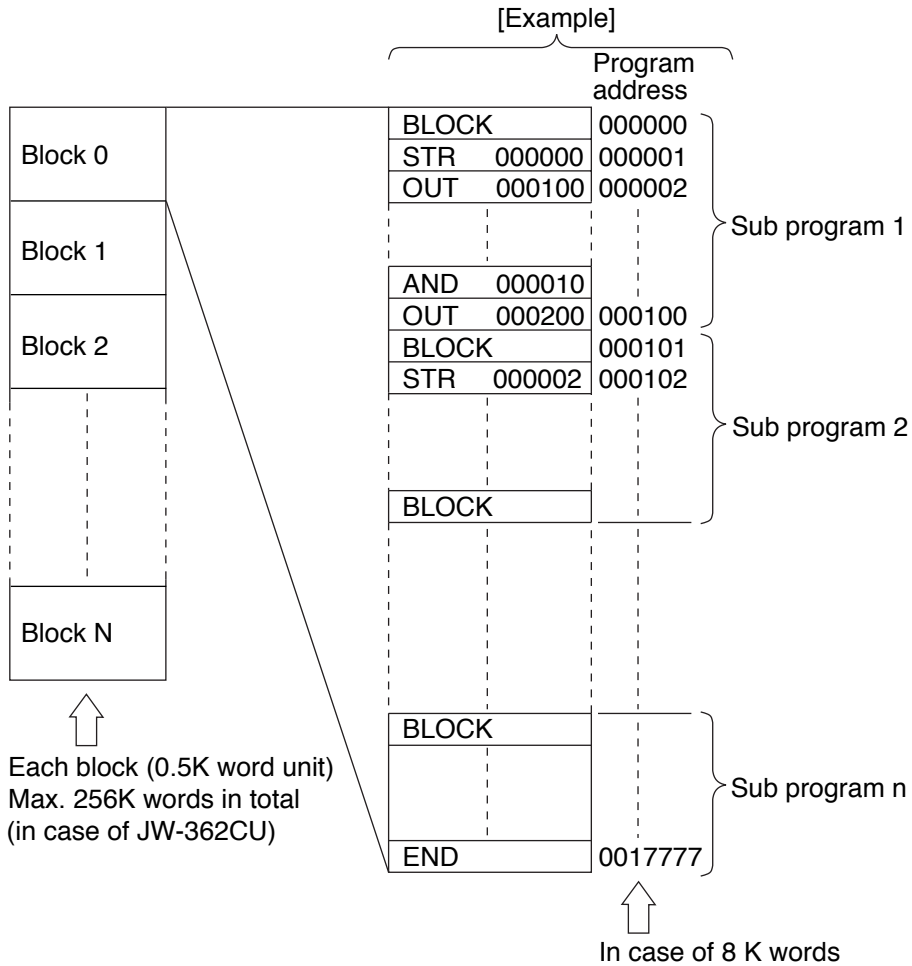 [Example]
Program
address
Block 0
Block 1
Block 2
Block N
Each block (0.5K word unit)
Max. 256K words in total
(in case of JW-362CU)
BLOCK 000000
STR 000000 000001
OUT 000100 000002
AND 000010
OUT 000200 000100
BLOCK 000101
STR 000002 000102
BLOCK
BLOCK
END 0017777
Sub program 1
Sub program 2
Sub program n
In case of 8 K words